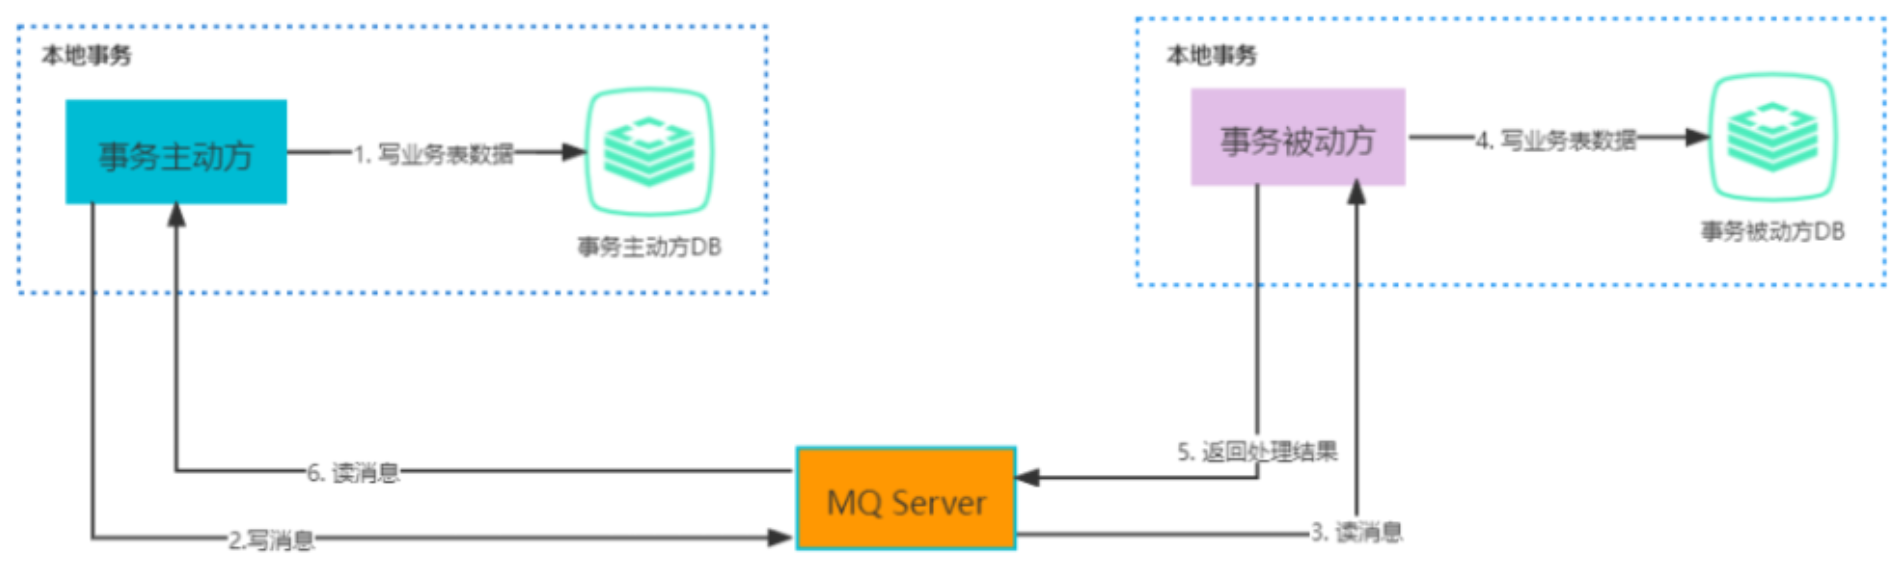 本地事务
事务主动方
1. 写业务表数据
事务主动方DB
本地事务
事务被动方
4. 写业务表数据
事务被动方DB
5. 返回处理结果
6. 读消息
MQ Server
2.写消息
3. 读消息